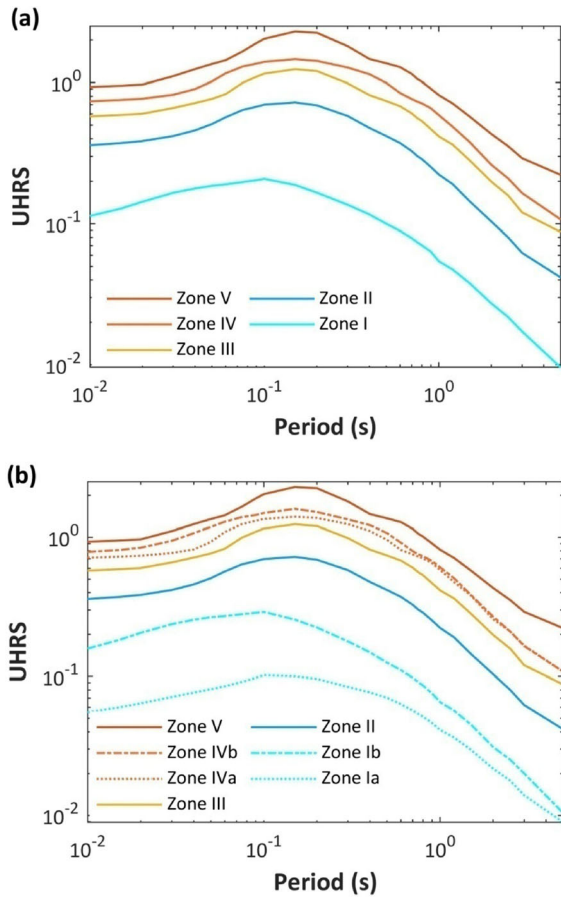 (a)
10^0
10^-1
10^-2
UHRS
Zone V
Zone II
Zone IV
Zone I
Zone III
10^-2
10^-1
10^0
Period (s)
(b)
10^0
10^-1
10^-2
UHRS
Zone V
Zone II
Zone IVb
Zone Ib
Zone IVa
Zone Ia
Zone III
10^-2
10^-1
10^0
Period (s)